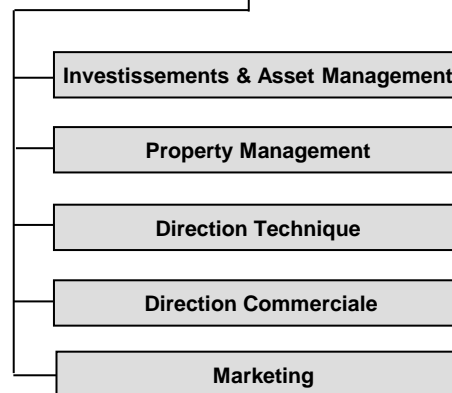 Investissements & Asset Management
Property Management
Direction Technique
Direction Commerciale
Marketing